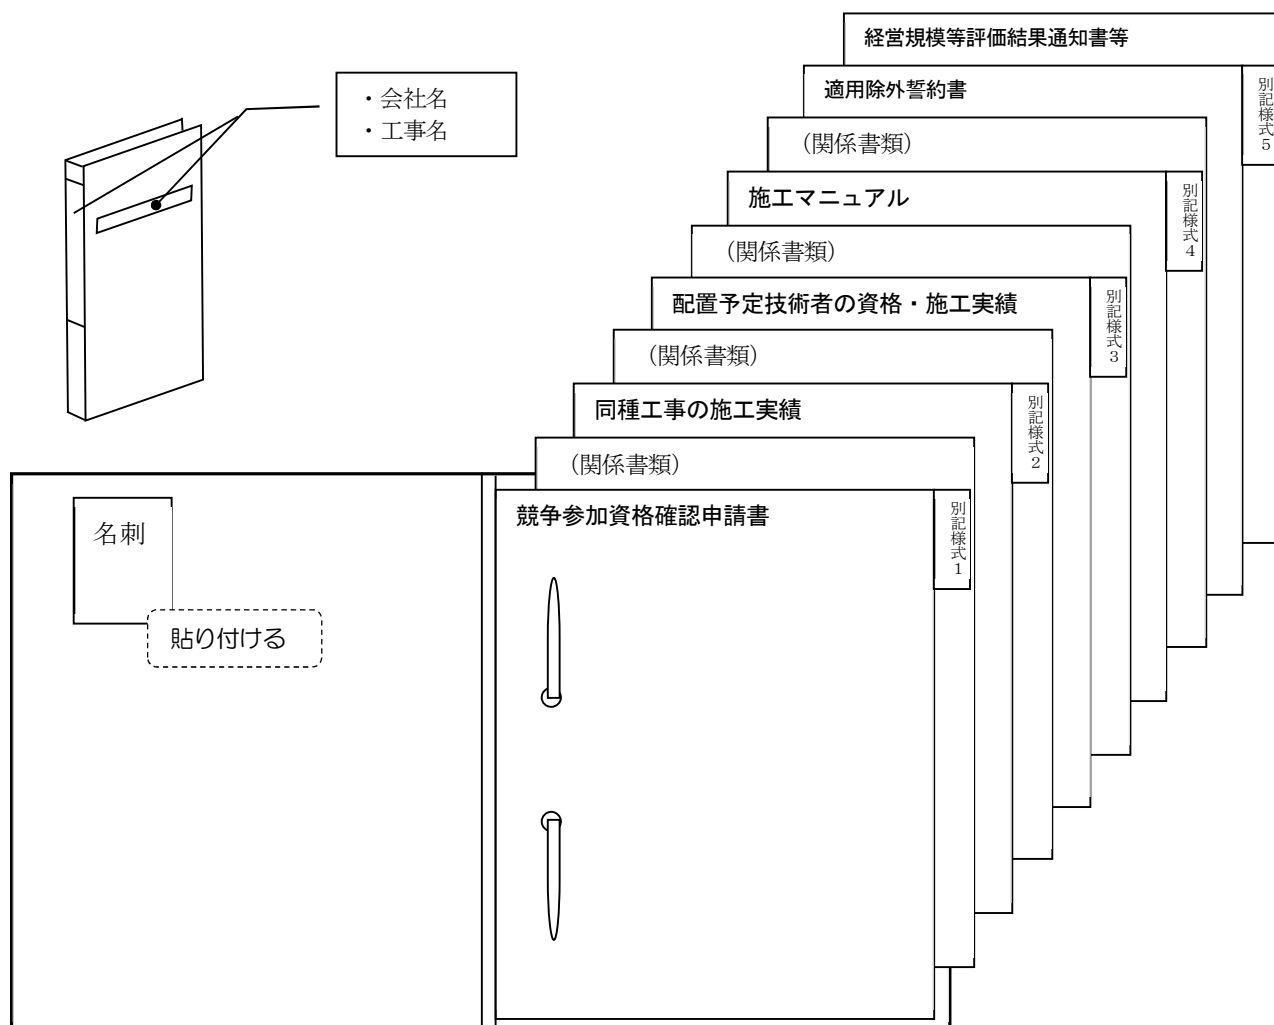 経営規模等評価結果通知書等
適用除外誓約書
別記様式5
・会社名
・工事名
（関係書類）
施工マニュアル
別記様式4
（関係書類）
配置予定技術者の資格・施工実績
別記様式3
（関係書類）
同種工事の施工実績
別記様式2
（関係書類）
競争参加資格確認申請書
別記様式1
名刺
貼り付ける